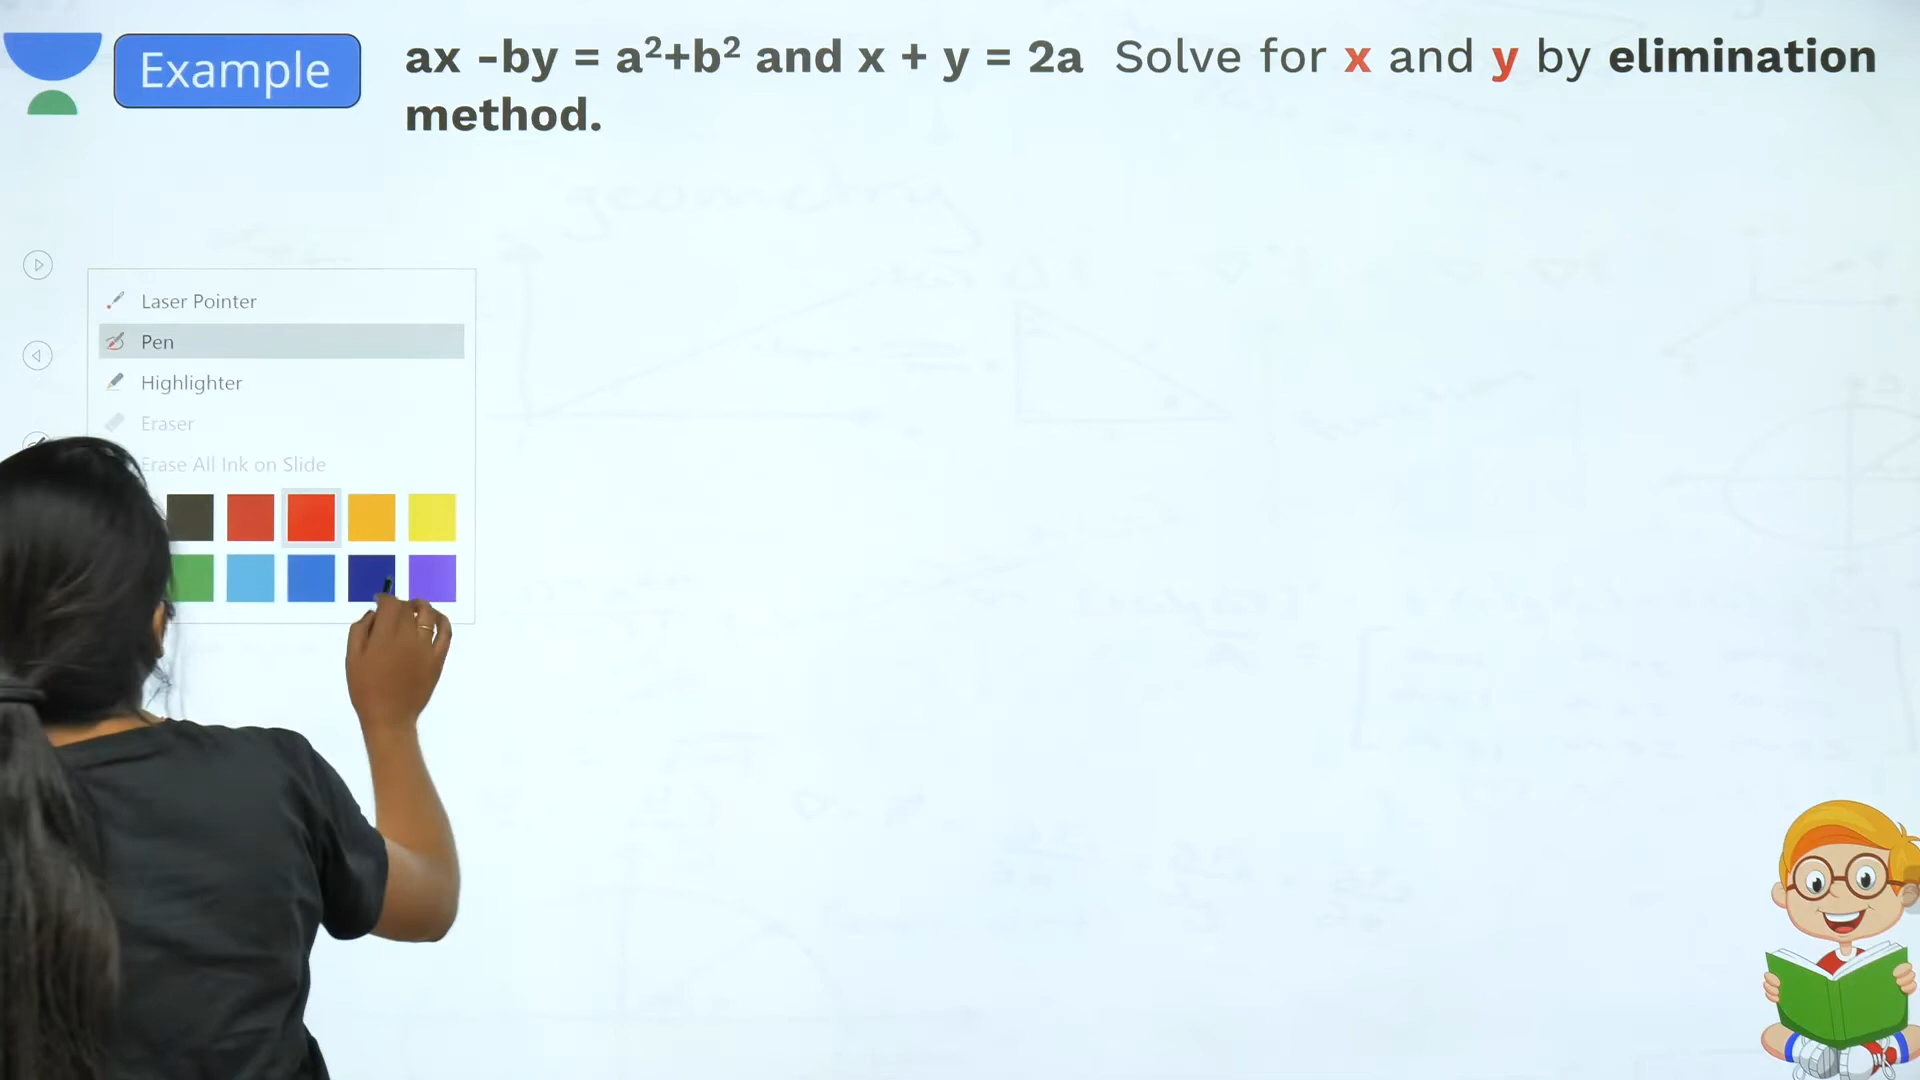 Example
ax -by = a²+b² and x + y = 2a Solve for x and y by elimination
method.
geometry
Laser Pointer
Pen
Highlighter
Eraser
Erase All Ink on Slide